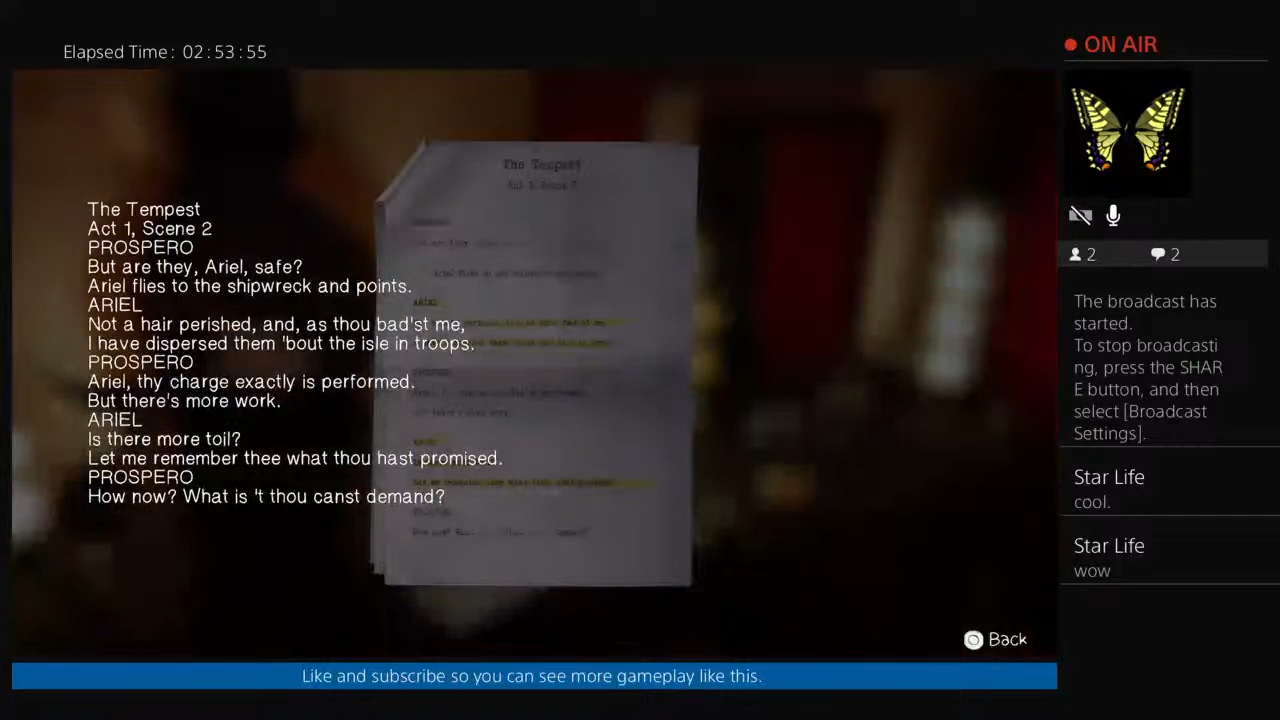 Elapsed Time: 02:53:55
ON AIR
The Tempest
Act 1, Scene 2
PROSPERO
But are they, Ariel, safe?
Ariel flies to the shipwreck and points.
ARIEL
Not a hair perished, and, as thou bad'st me,
I have dispersed them 'bout the isle in troops.
PROSPERO
Ariel, thy charge exactly is performed.
But there's more work.
ARIEL
Is there more toil?
Let me remember thee what thou hast promised.
PROSPERO
How now? What is 't thou canst demand?
The Tempest
Back
Like and subscribe so you can see more gameplay like this.
2
2
The broadcast has
started.
To stop broadcasti
ng, press the SHAR
E button, and then
select [Broadcast
Settings].
Star Life
cool.
Star Life
wow